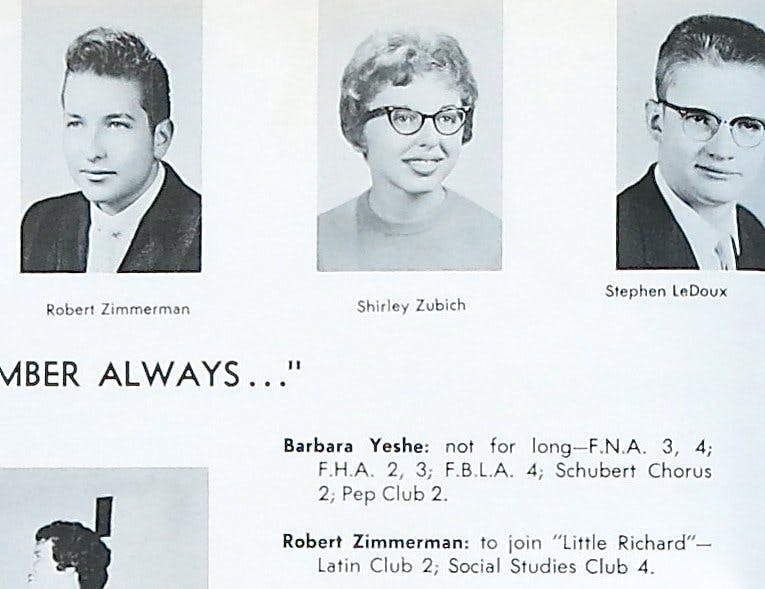 Robert Zimmerman
Shirley Zubich
Stephen LeDoux
MBER ALWAYS..."
Barbara Yeshe: not for long—F.N.A. 3, 4;
F.H.A. 2, 3; F.B.L.A. 4; Schubert Chorus
2; Pep Club 2.
Robert Zimmerman: to join "Little Richard"—
Latin Club 2; Social Studies Club 4.